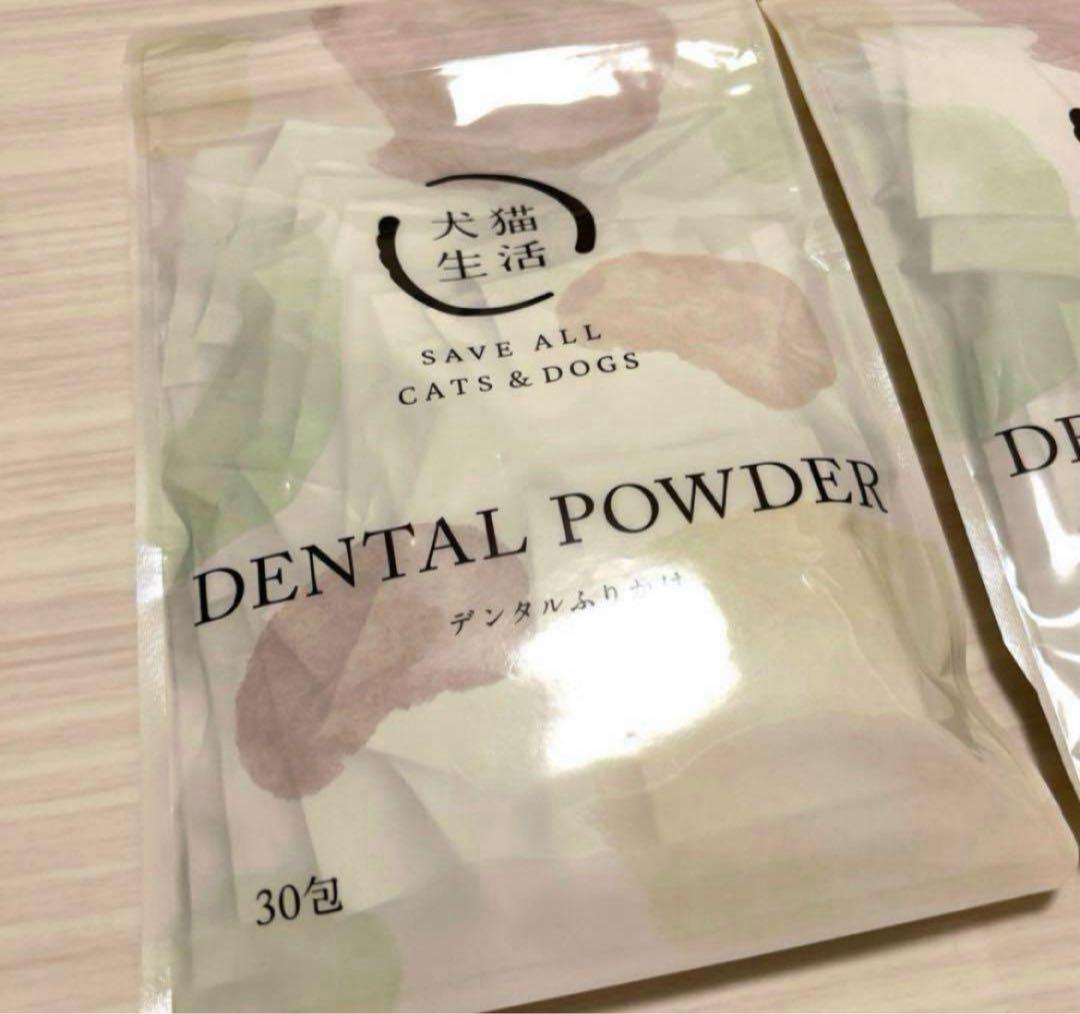 犬猫
生活
SAVE ALL
CATS & DOGS
DENTAL POWDER
デンタルふりかけ
30包
DE